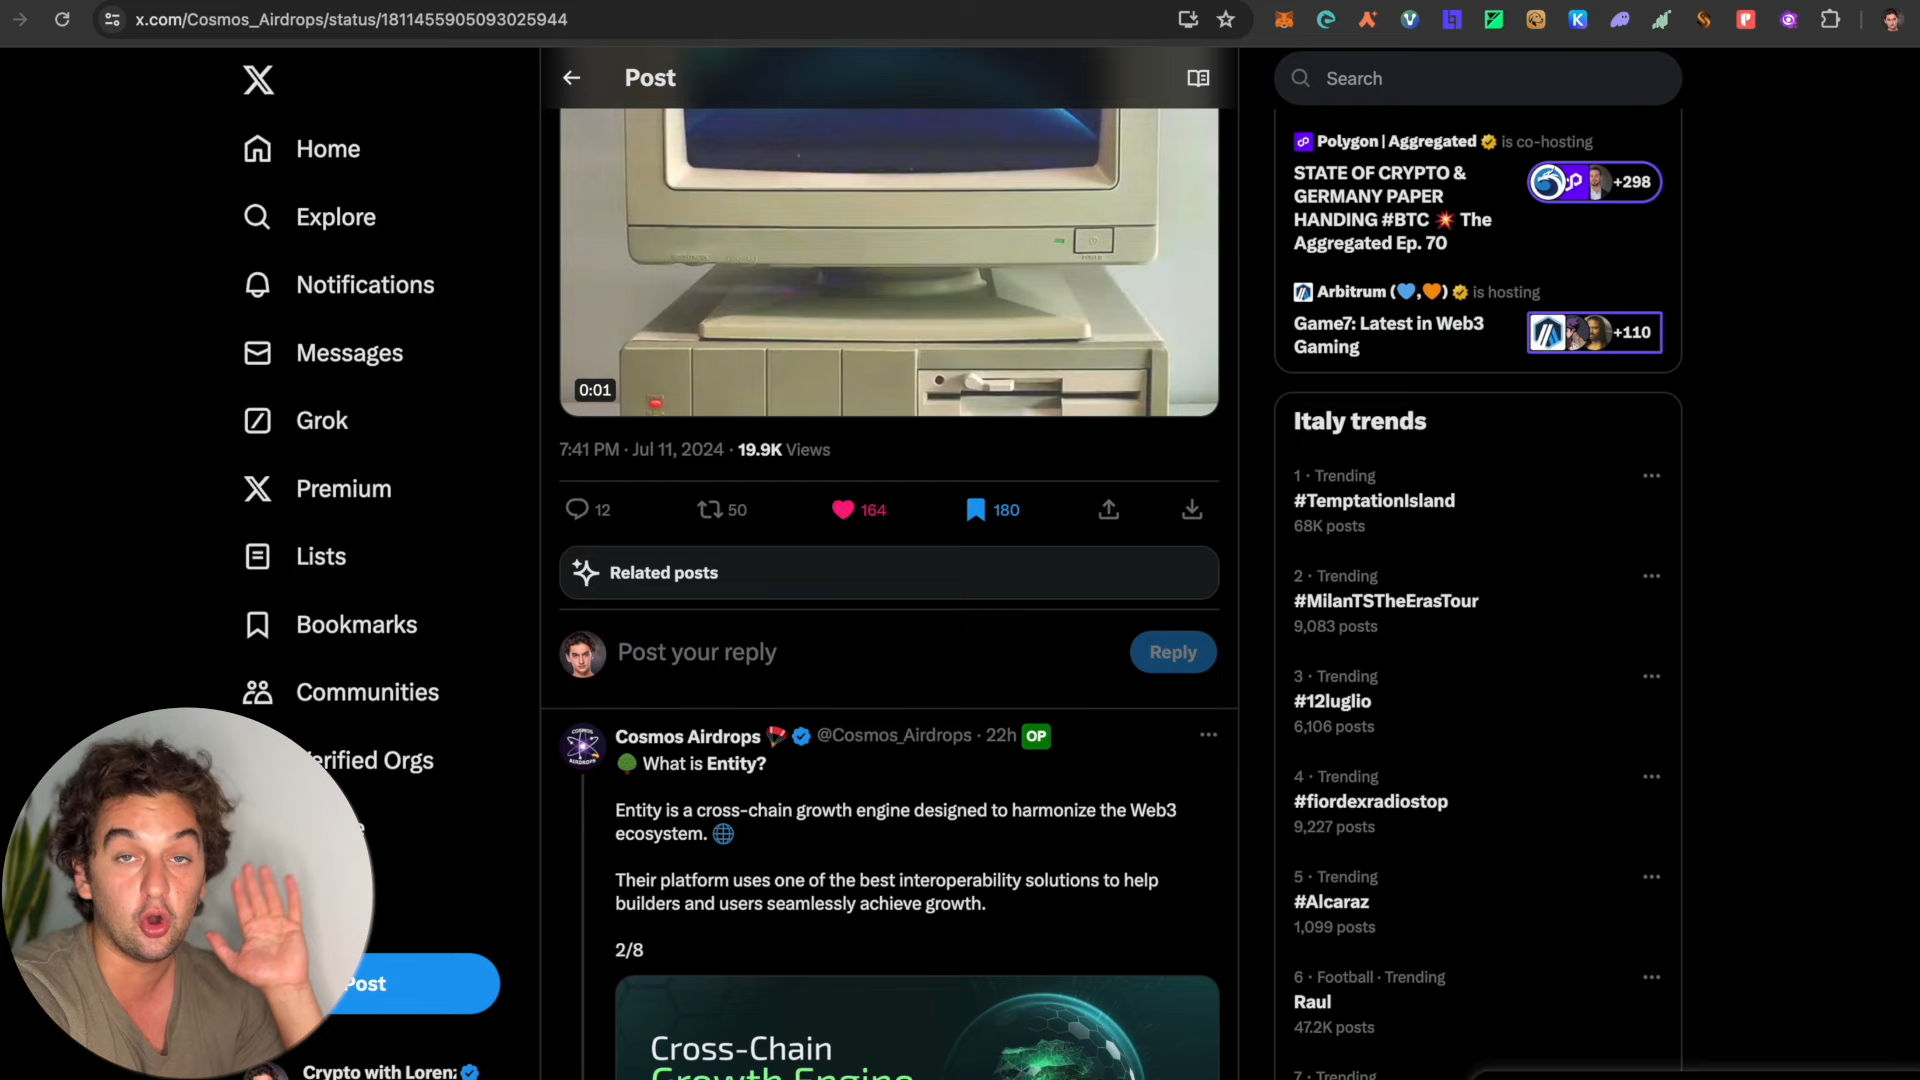 x.com/Cosmos_Airdrops/status/1811455905093025944
Home
Explore
Notifications
Messages
Grok
Premium
Lists
Bookmarks
Communities
erified Orgs
Post
Crypto with Loren
Post
0:01
7:41 PM · Jul 11, 2024 · 19.9K Views
12 50 164 180
Related posts
Post your reply
Reply
Cosmos Airdrops @Cosmos_Airdrops · 22h OP
What is Entity?
Entity is a cross-chain growth engine designed to harmonize the Web3
ecosystem.
Their platform uses one of the best interoperability solutions to help
builders and users seamlessly achieve growth.
2/8
Cross-Chain
Growth Engine
Search
Polygon | Aggregated is co-hosting
STATE OF CRYPTO &
GERMANY PAPER
HANDING #BTC 💥 The
Aggregated Ep. 70
+298
Arbitrum (💙,🧡) is hosting
Game7: Latest in Web3
Gaming
+110
Italy trends
1 · Trending
#TemptationIsland
68K posts
2 · Trending
#MilanTSTheErasTour
9,083 posts
3 · Trending
#12luglio
6,106 posts
4 · Trending
#fiordexradiostop
9,227 posts
5 · Trending
#Alcaraz
1,099 posts
6 · Football · Trending
Raul
47.2K posts
7 · Trending